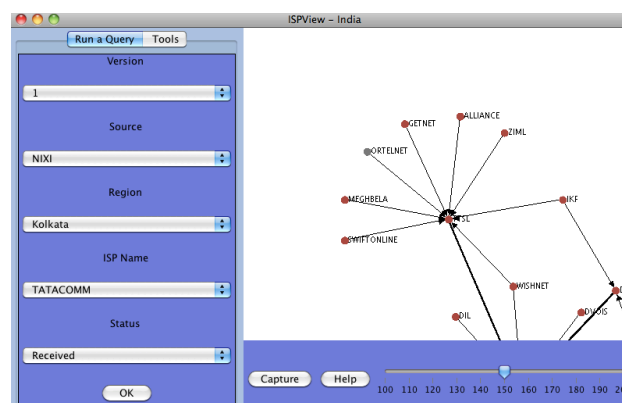 ISPView – India
Run a Query
Tools
Version
1
Source
NIXI
Region
Kolkata
ISP Name
TATACOMM
Status
Received
OK
ALLIANCE
GETNET
ZIML
ORTELNET
MEGHBELA
IKF
SWIFTONLINE
WISHNET
DIL
DVOIS
Capture
Help
100 110 120 130 140 150 160 170 180 190